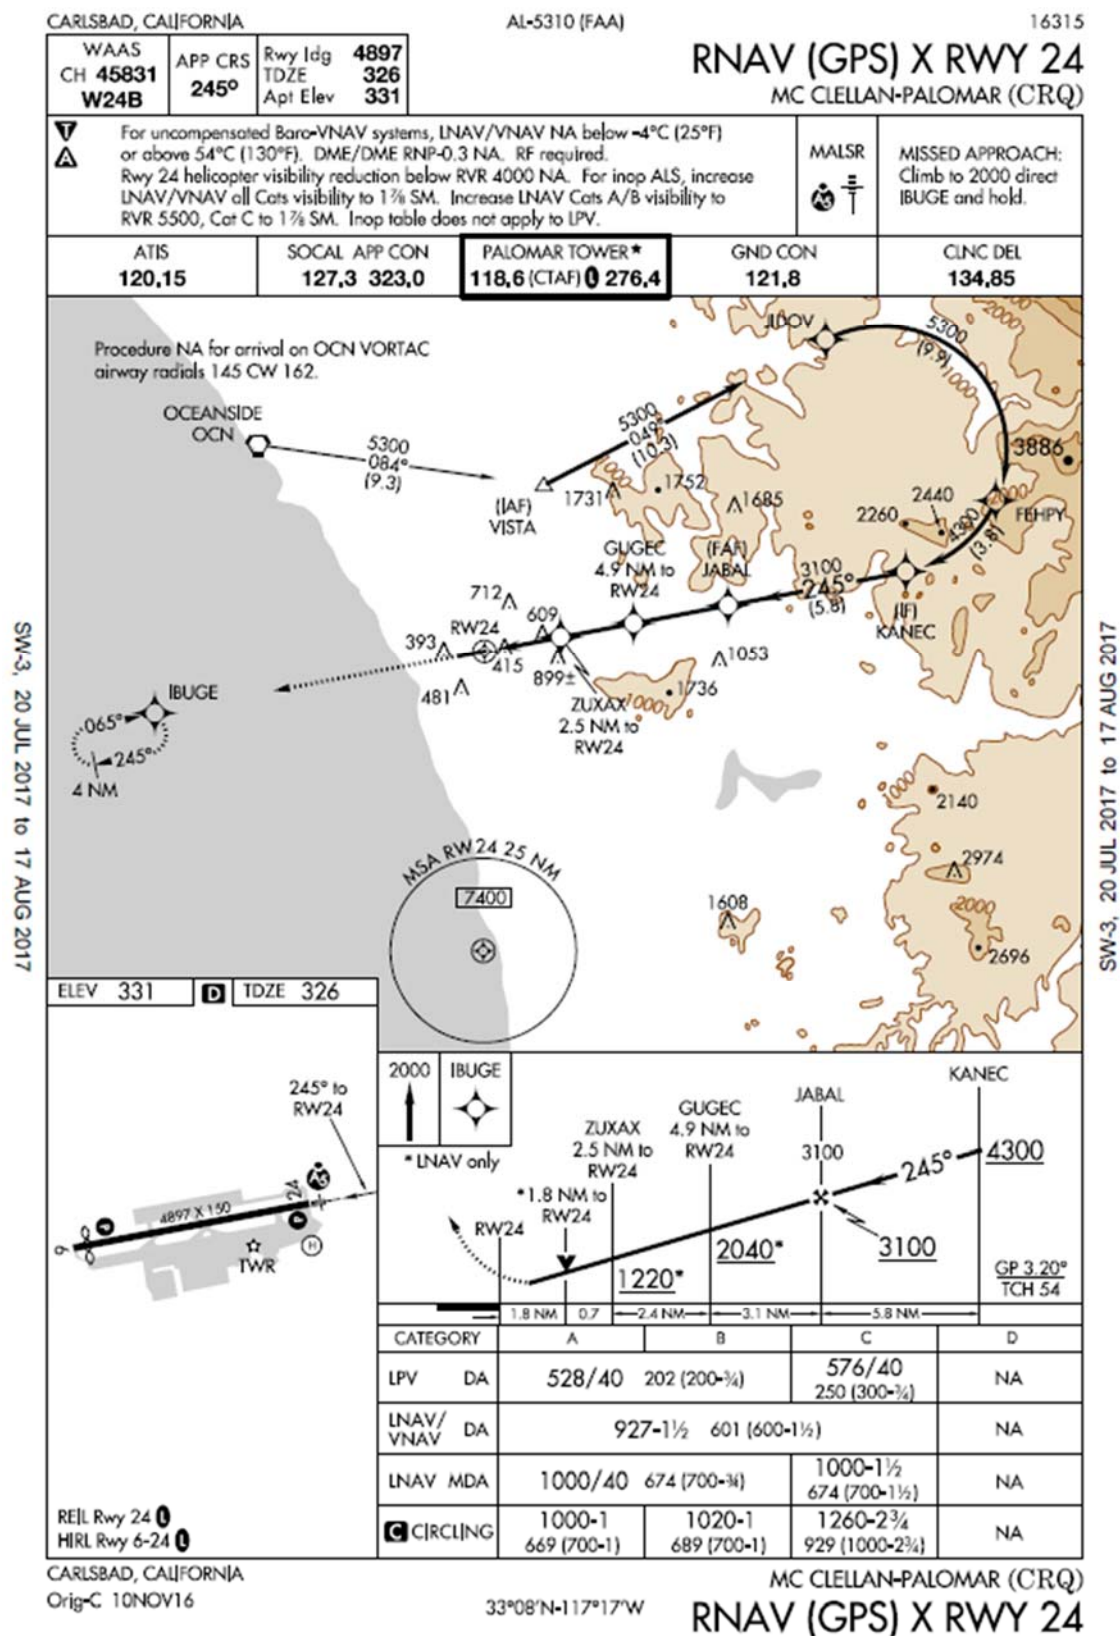 CARLSBAD, CALIFORNIA
AL-5310 (FAA)
16315
WAAS
CH 45831
W24B
APP CRS
245°
Rwy ldg 4897
TDZE 326
Apt Elev 331
RNAV (GPS) X RWY 24
MC CLELLAN-PALOMAR (CRQ)
T
A
For uncompensated Baro-VNAV systems, LNAV/VNAV NA below -4°C (25°F)
or above 54°C (130°F). DME/DME RNP-0.3 NA. RF required.
Rwy 24 helicopter visibility reduction below RVR 4000 NA. For inop ALS, increase
LNAV/VNAV all Cats visibility to 1⅞ SM. Increase LNAV Cats A/B visibility to
RVR 5500, Cat C to 1⅞ SM. Inop table does not apply to LPV.
MALSR
A5
MISSED APPROACH:
Climb to 2000 direct
IBUGE and hold.
ATIS
120.15
SOCAL APP CON
127.3 323.0
PALOMAR TOWER*
118.6 (CTAF) L 276.4
GND CON
121.8
CLNC DEL
134.85
Procedure NA for arrival on OCN VORTAC
airway radials 145 CW 162.
OCEANSIDE
OCN
5300
084°
(9.3)
(IAF)
VISTA
5300
049°
(10.3)
JIDOV
5300
(9.9)
1000
2000
3886
2000
FEHPY
4300
(3.8)
2440
2260
1000
1731
1752
1685
(FAF)
JABAL
GUGEC
4.9 NM to
RW24
3100
245°
(5.8)
(IF)
KANEC
712
609
RW24
393
415
481
899±
ZUXAX
2.5 NM to
RW24
1053
1736
1000
IBUGE
065°
245°
4 NM
1000
2140
2974
2000
2696
1608
MSA RW24 25 NM
7400
SW-3, 20 JUL 2017 to 17 AUG 2017
SW-3, 20 JUL 2017 to 17 AUG 2017
ELEV 331
D
TDZE 326
245° to
RW24
A5
24
4897 X 150
P
P
6
TWR
H
REIL Rwy 24 L
HIRL Rwy 6-24 L
2000
IBUGE
* LNAV only
KANEC
JABAL
GUGEC
4.9 NM to
RW24
ZUXAX
2.5 NM to
RW24
*1.8 NM to
RW24
RW24
3100
245°
4300
3100
2040*
1220*
GP 3.20°
TCH 54
1.8 NM
0.7
2.4 NM
3.1 NM
5.8 NM
CATEGORY A B C D
LPV DA 528/40 202 (200-¾) 576/40 250 (300-¾) NA
LNAV/ VNAV DA 927-1½ 601 (600-1½) NA
LNAV MDA 1000/40 674 (700-¾) 1000-1½ 674 (700-1½) NA
C CIRCLING 1000-1 669 (700-1) 1020-1 689 (700-1) 1260-2¾ 929 (1000-2¾) NA
CARLSBAD, CALIFORNIA
Orig-C 10NOV16
33°08'N-117°17'W
MC CLELLAN-PALOMAR (CRQ)
RNAV (GPS) X RWY 24